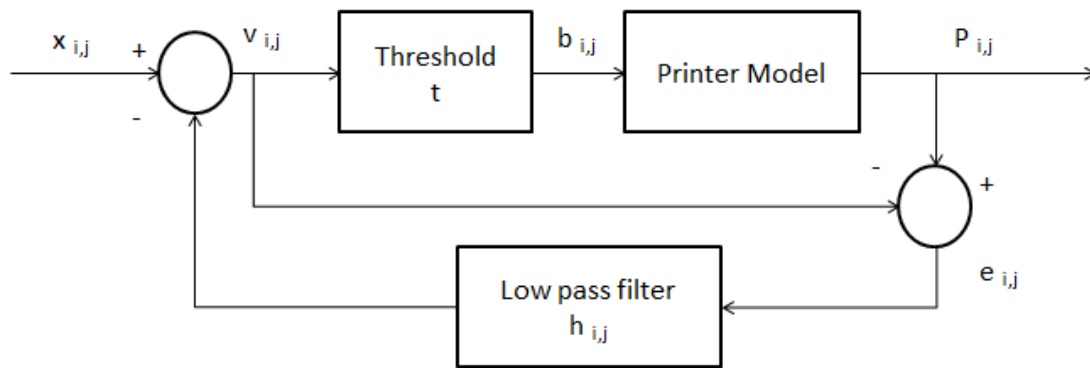 x i,j
+
-
v i,j
Threshold
t
b i,j
Printer Model
P i,j
-
+
e i,j
Low pass filter
h i,j